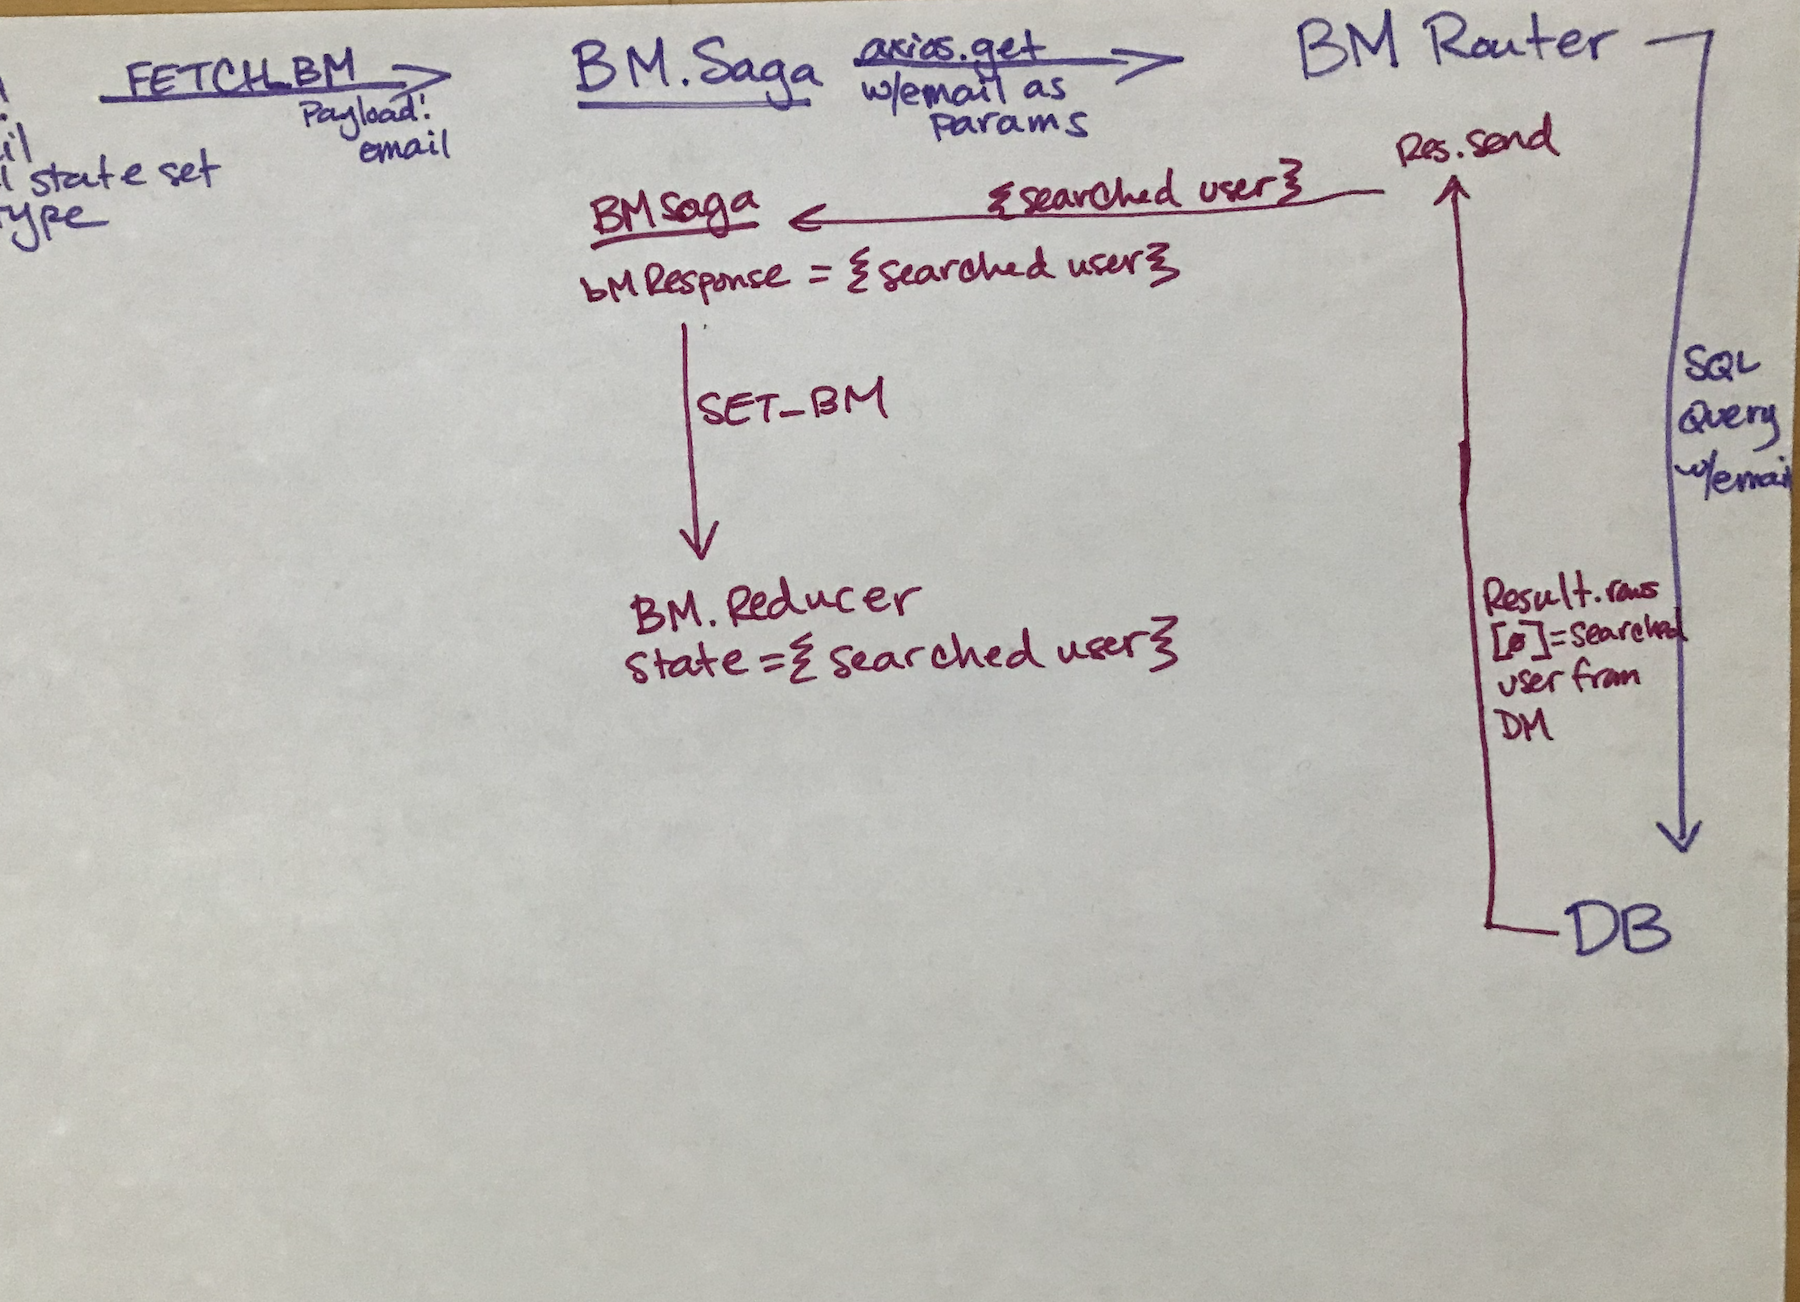 FETCH_BM
Payload:
email
il
state set
type
BM.Saga
axios.get
w/email as
params
BM Router
SQL
Query
w/email
DB
Result.rows
[0]=searched
user from
DM
Res.send
{searched user}
BMSaga
bMResponse = {searched user}
SET_BM
BM.Reducer
state={searched user}